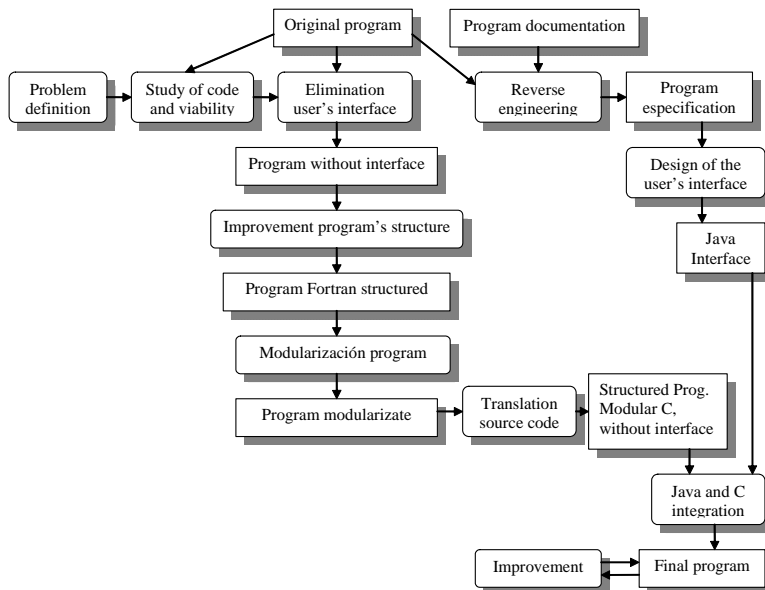 Original program
Program documentation
Problem
definition
Study of code
and viability
Elimination
user’s interface
Reverse
engineering
Program
especification
Program without interface
Design of the
user’s interface
Improvement program’s structure
Java
Interface
Program Fortran structured
Modularización program
Program modularizate
Translation
source code
Structured Prog.
Modular C,
without interface
Java and C
integration
Improvement
Final program